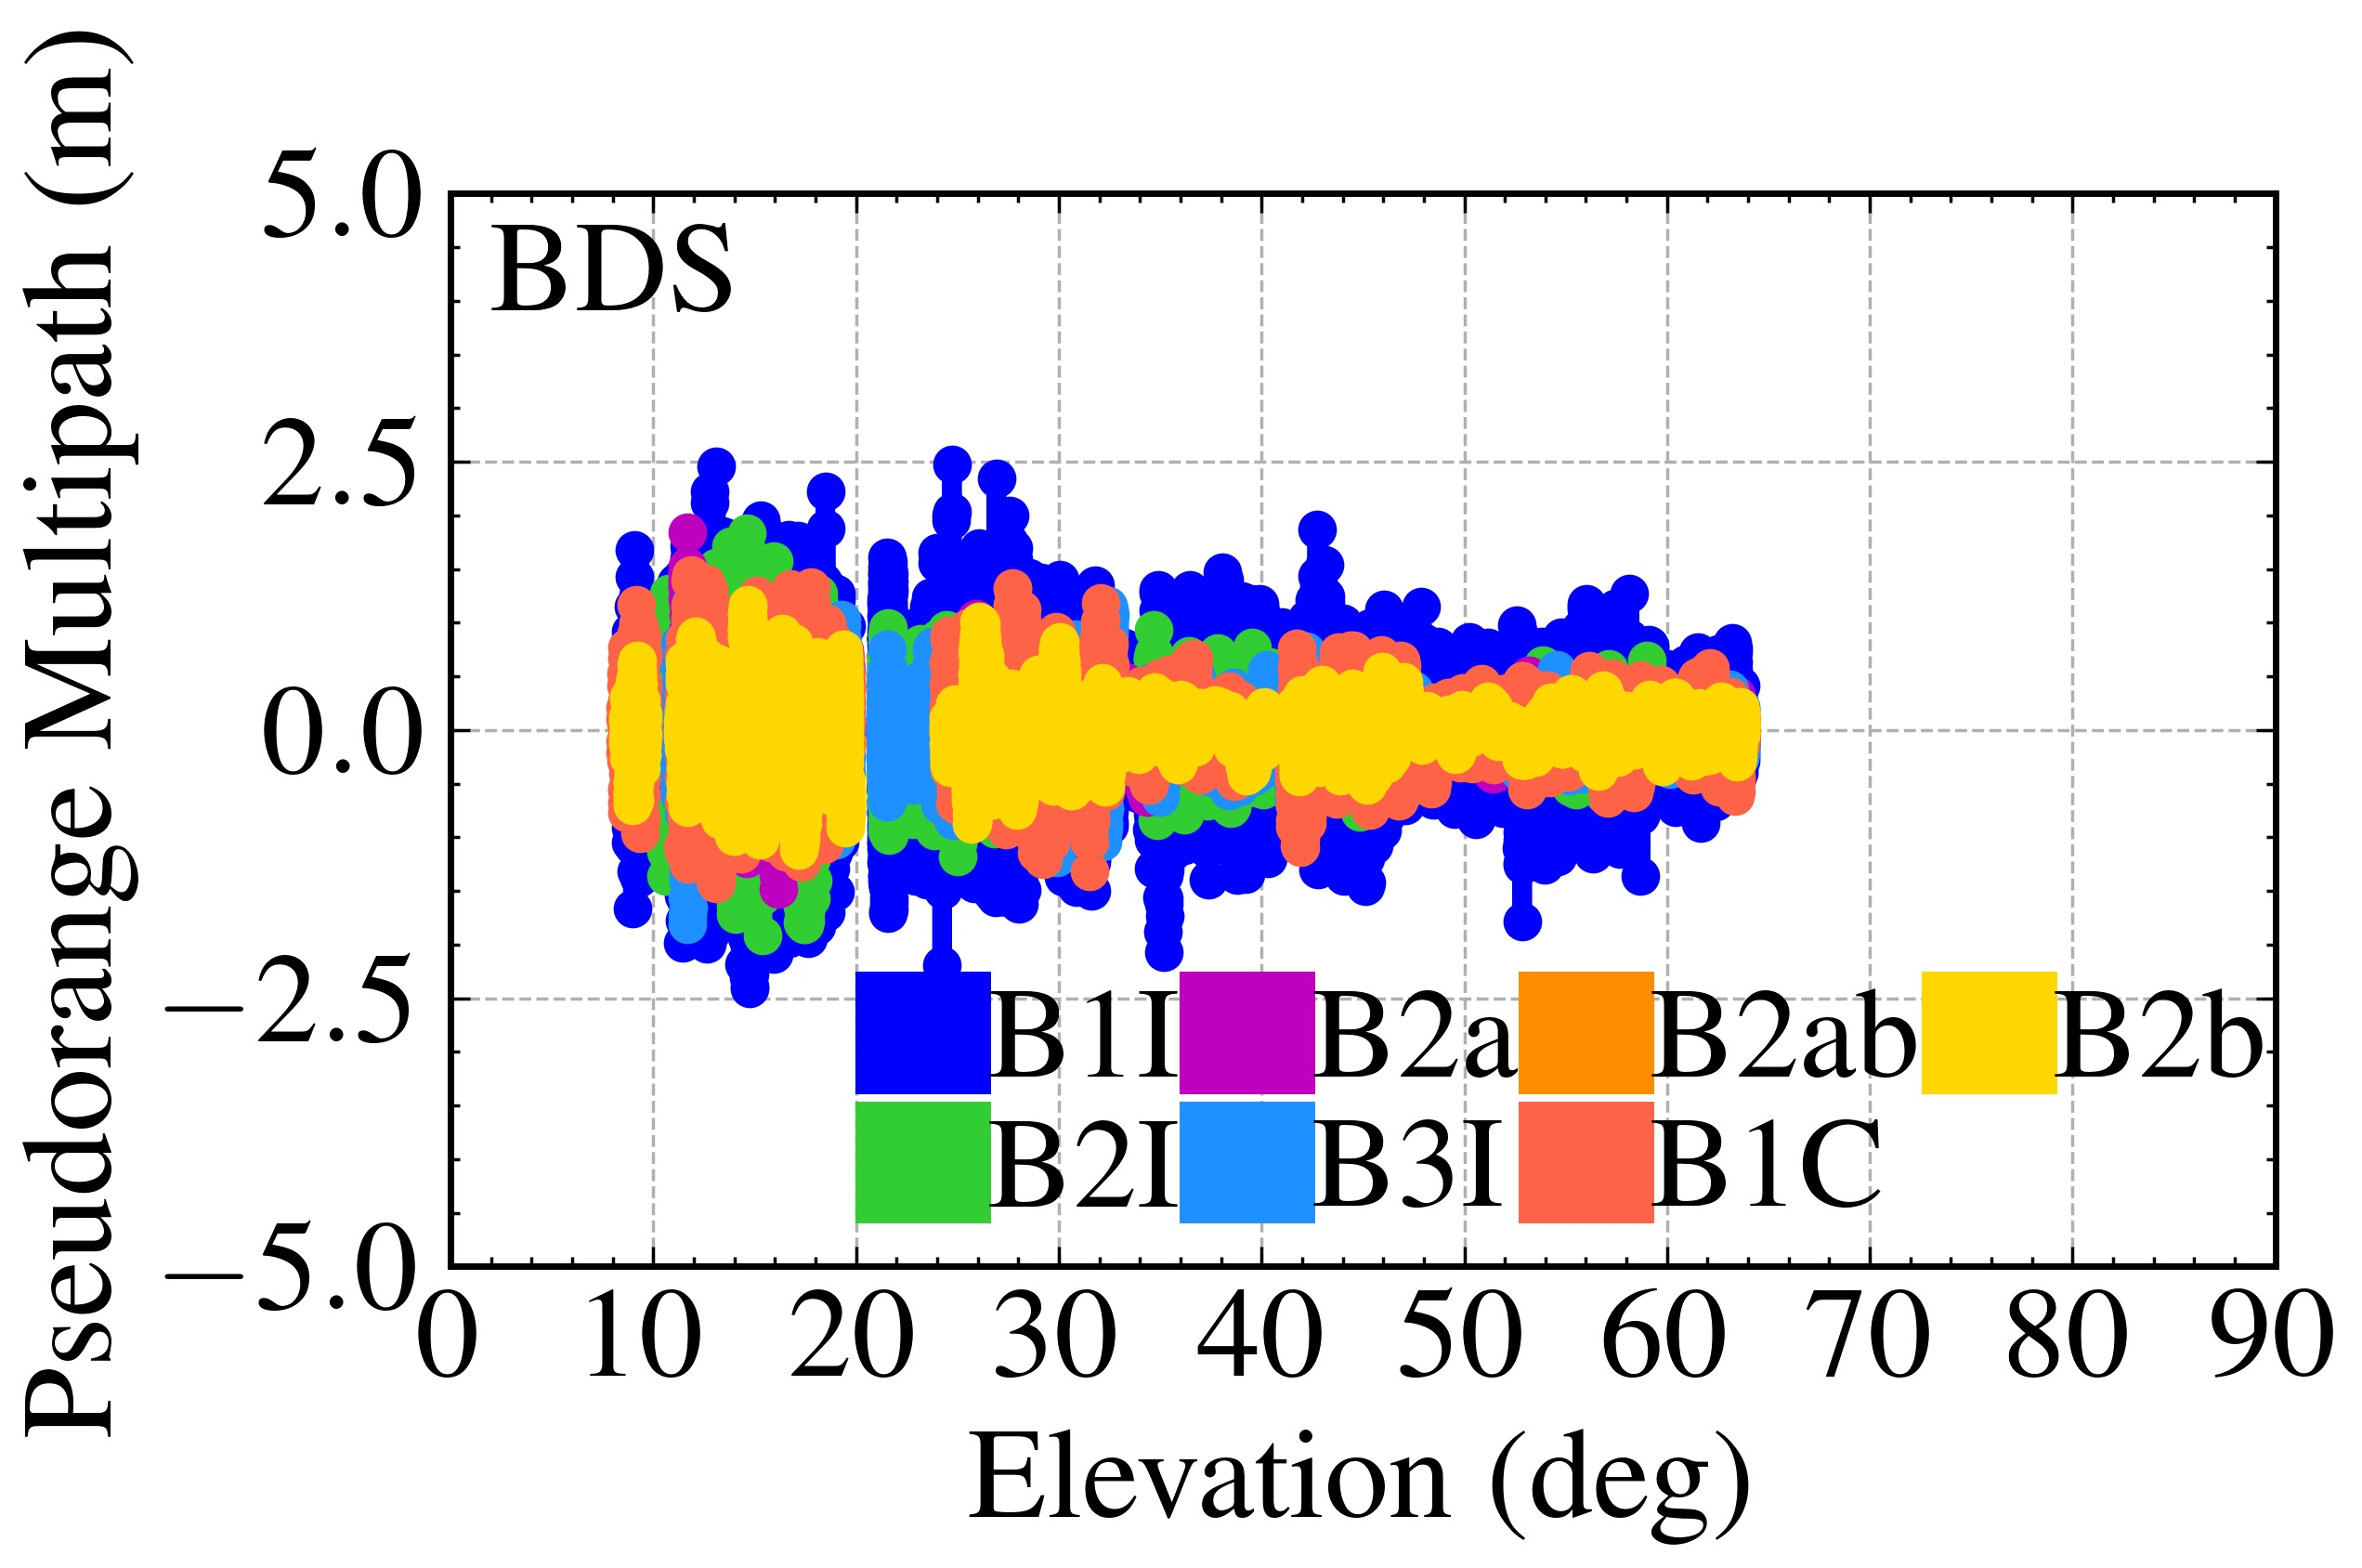 Pseudorange Multipath (m)
5.0
2.5
0.0
−2.5
−5.0
BDS
B1I B2a B2ab B2b
B2I B3I B1C
0 10 20 30 40 50 60 70 80 90
Elevation (deg)